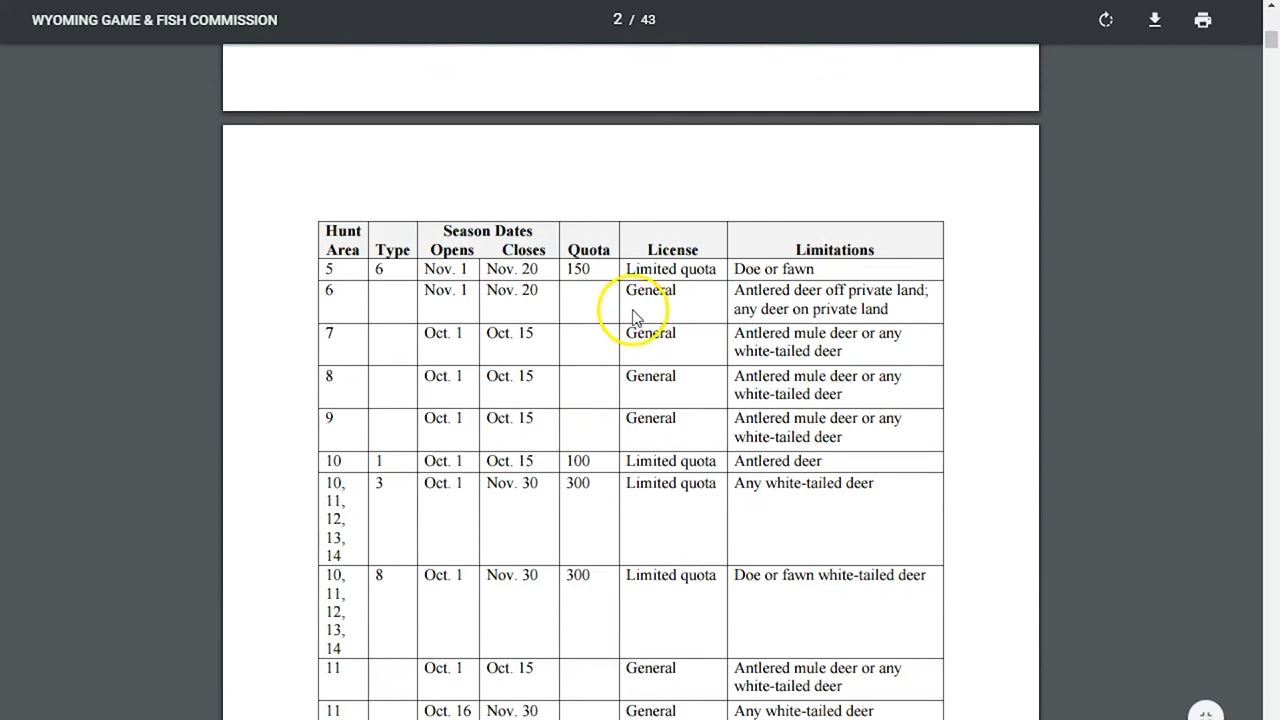 WYOMING GAME & FISH COMMISSION 2 / 43
Hunt Season Dates
Area Type Opens Closes Quota License Limitations
5 6 Nov. 1 Nov. 20 150 Limited quota Doe or fawn
6 Nov. 1 Nov. 20 General Antlered deer off private land;
any deer on private land
7 Oct. 1 Oct. 15 General Antlered mule deer or any
white-tailed deer
8 Oct. 1 Oct. 15 General Antlered mule deer or any
white-tailed deer
9 Oct. 1 Oct. 15 General Antlered mule deer or any
white-tailed deer
10 1 Oct. 1 Oct. 15 100 Limited quota Antlered deer
10, 3 Oct. 1 Nov. 30 300 Limited quota Any white-tailed deer
11,
12,
13,
14
10, 8 Oct. 1 Nov. 30 300 Limited quota Doe or fawn white-tailed deer
11,
12,
13,
14
11 Oct. 1 Oct. 15 General Antlered mule deer or any
white-tailed deer
11 Oct. 16 Nov. 30 General Any white-tailed deer